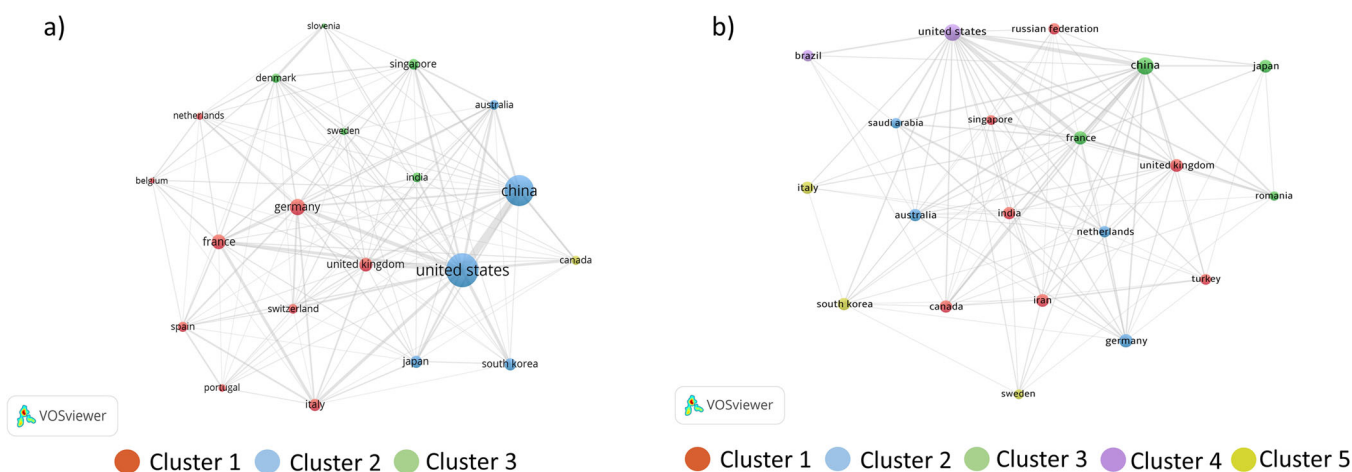 a)
slovenia
singapore
denmark
australia
netherlands
sweden
india
belgium
china
germany
france
united kingdom
united states
canada
switzerland
spain
japan
south korea
portugal
italy
VOSviewer
Cluster 1 Cluster 2 Cluster 3
b)
united states
russian federation
brazil
china
japan
saudi arabia
singapore
france
united kingdom
italy
romania
australia
india
netherlands
turkey
south korea
canada
iran
germany
sweden
VOSviewer
Cluster 1 Cluster 2 Cluster 3 Cluster 4 Cluster 5